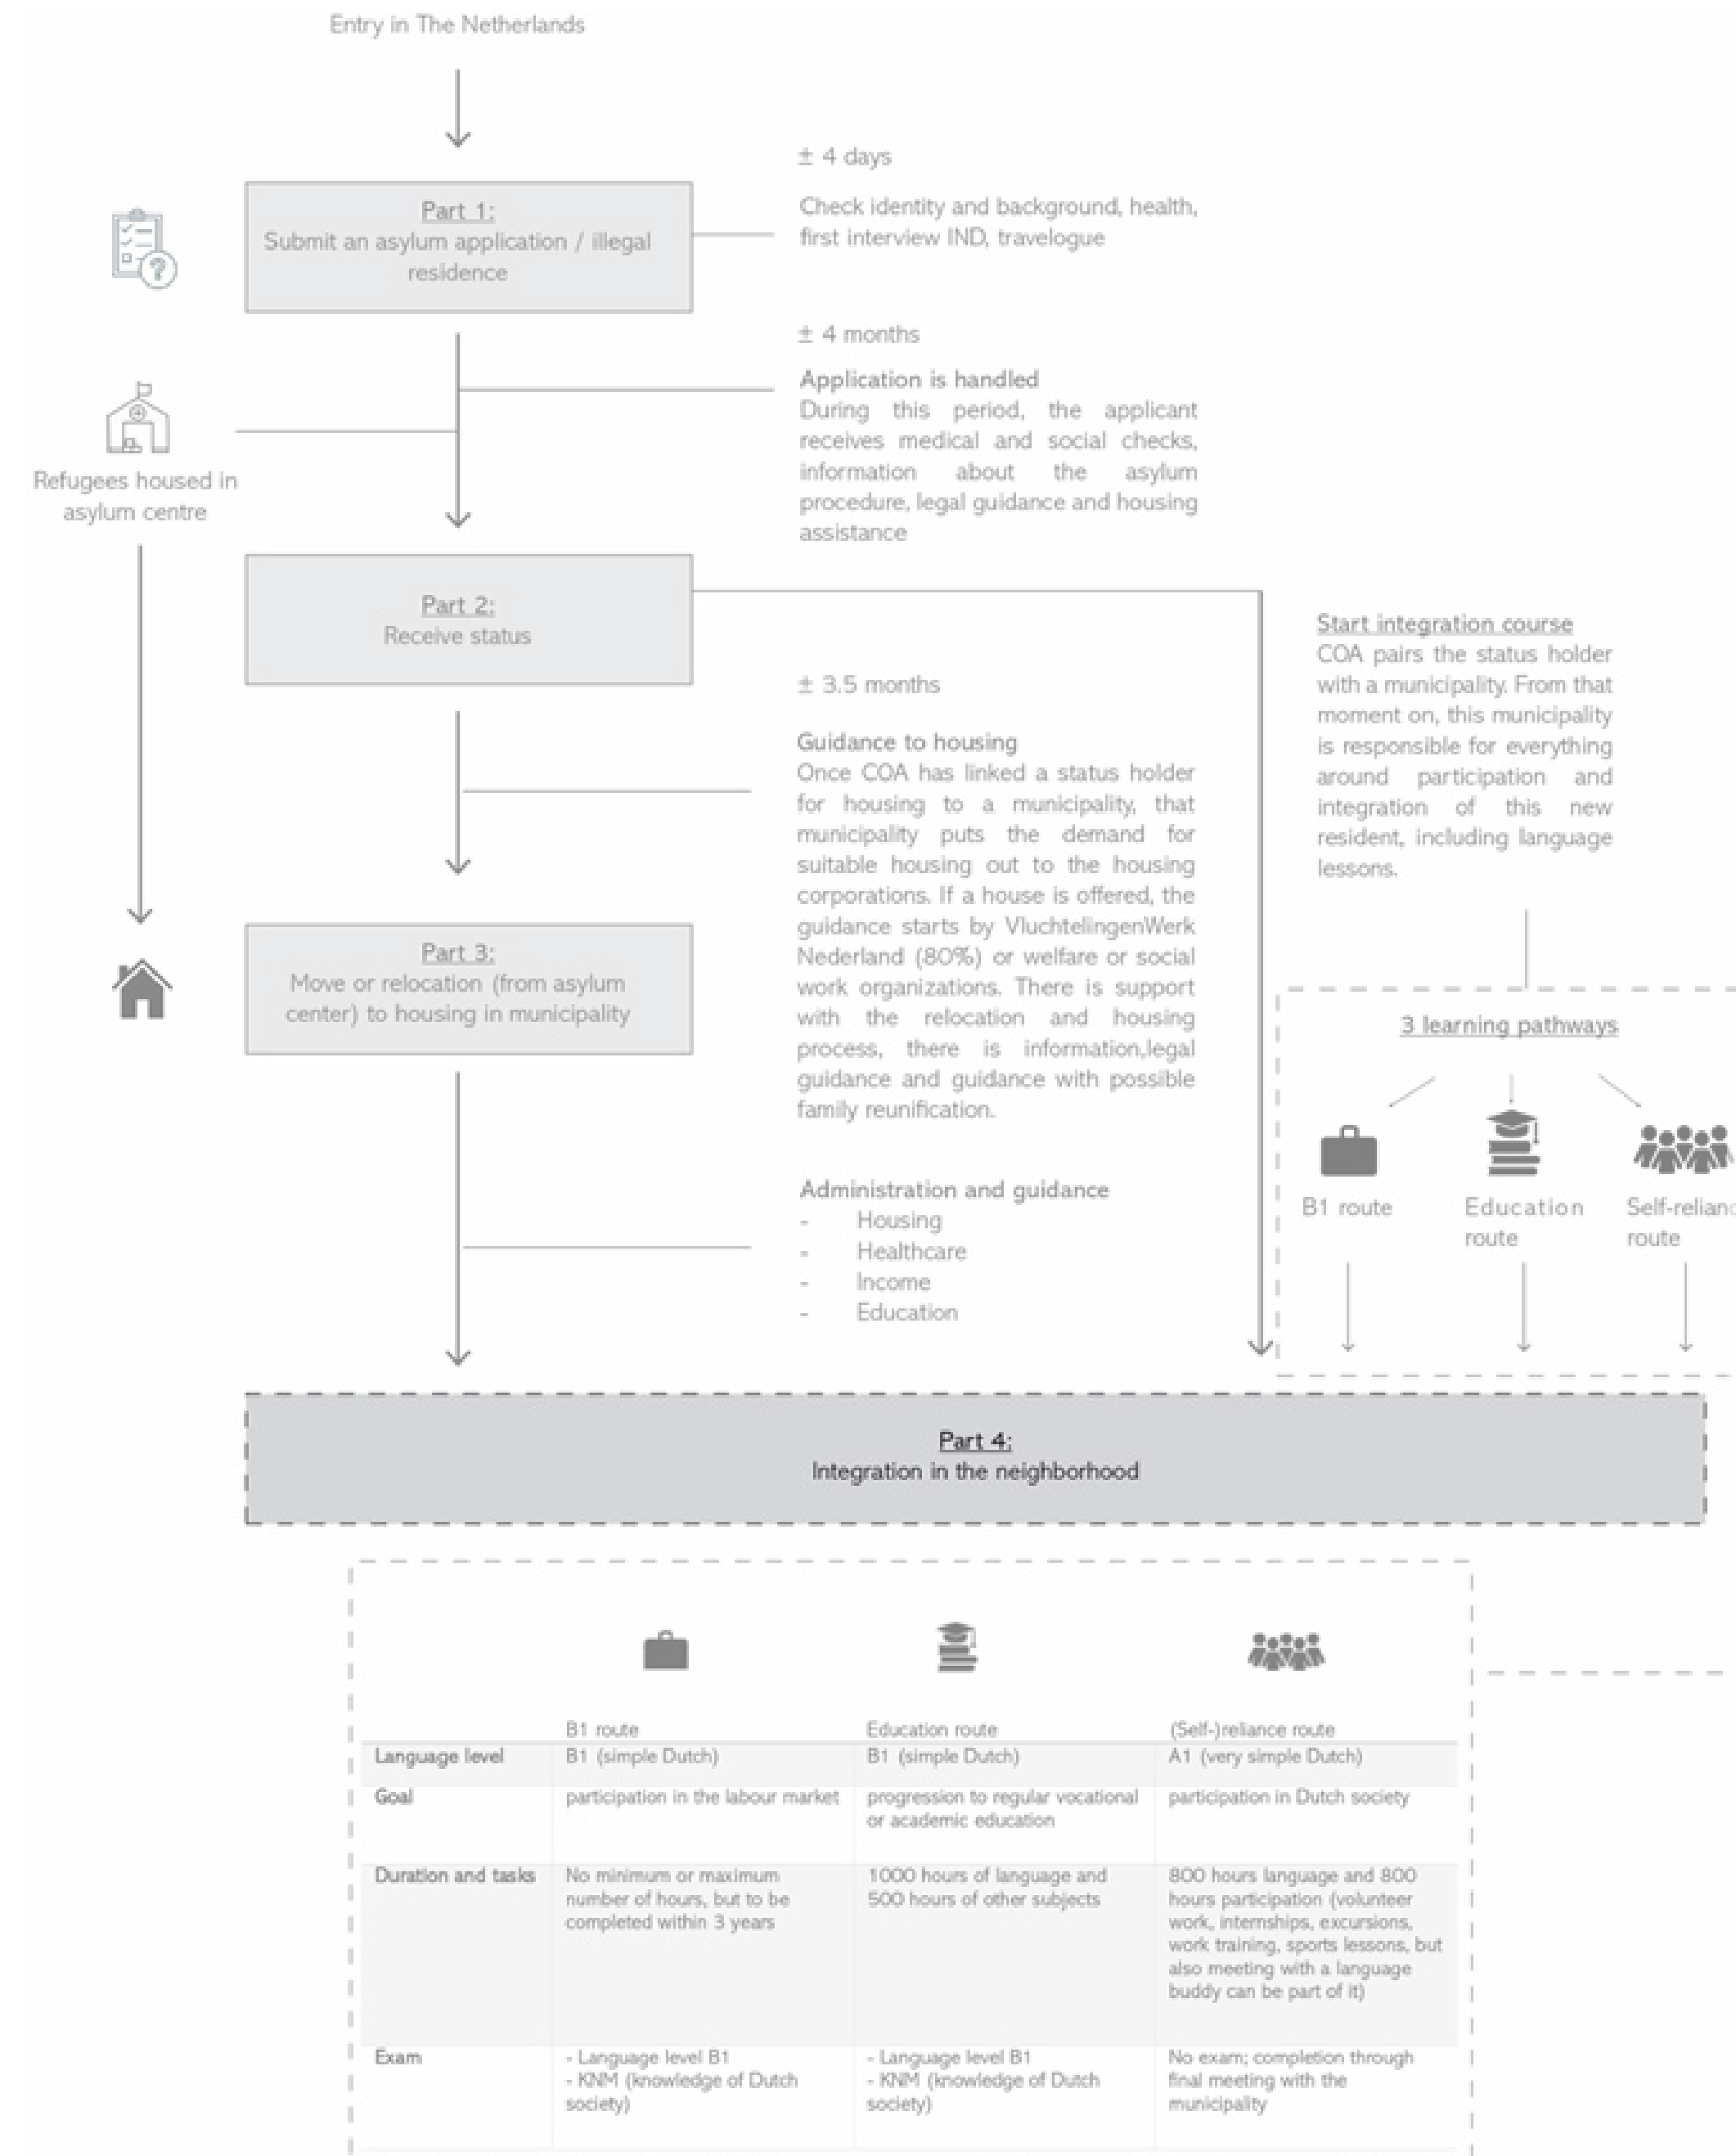 Entry in The Netherlands
± 4 days
Part 1:
Submit an asylum application / illegal
residence
Check identity and background, health,
first interview IND, travelogue
?
± 4 months
Application is handled
During this period, the applicant
receives medical and social checks,
information about the asylum
procedure, legal guidance and housing
assistance
Refugees housed in
asylum centre
Part 2:
Receive status
± 3.5 months
Guidance to housing
Once COA has linked a status holder
for housing to a municipality, that
municipality puts the demand for
suitable housing out to the housing
corporations. If a house is offered, the
guidance starts by VluchtelingenWerk
Nederland (80%) or welfare or social
work organizations. There is support
with the relocation and housing
process, there is information,legal
guidance and guidance with possible
family reunification.
Start integration course
COA pairs the status holder
with a municipality. From that
moment on, this municipality
is responsible for everything
around participation and
integration of this new
resident, including language
lessons.
Part 3:
Move or relocation (from asylum
center) to housing in municipality
3 learning pathways
B1 route
Education
route
Self-relianc
route
Administration and guidance
- Housing
- Healthcare
- Income
- Education
Part 4:
Integration in the neighborhood
B1 route Education route (Self-)reliance route
Language level B1 (simple Dutch) B1 (simple Dutch) A1 (very simple Dutch)
Goal participation in the labour market progression to regular vocational participation in Dutch society
or academic education
Duration and tasks No minimum or maximum 1000 hours of language and 800 hours language and 800
number of hours, but to be 500 hours of other subjects hours participation (volunteer
completed within 3 years work, internships, excursions,
work training, sports lessons, but
also meeting with a language
buddy can be part of it)
Exam - Language level B1 - Language level B1 No exam; completion through
- KNM (knowledge of Dutch - KNM (knowledge of Dutch final meeting with the
society) society) municipality